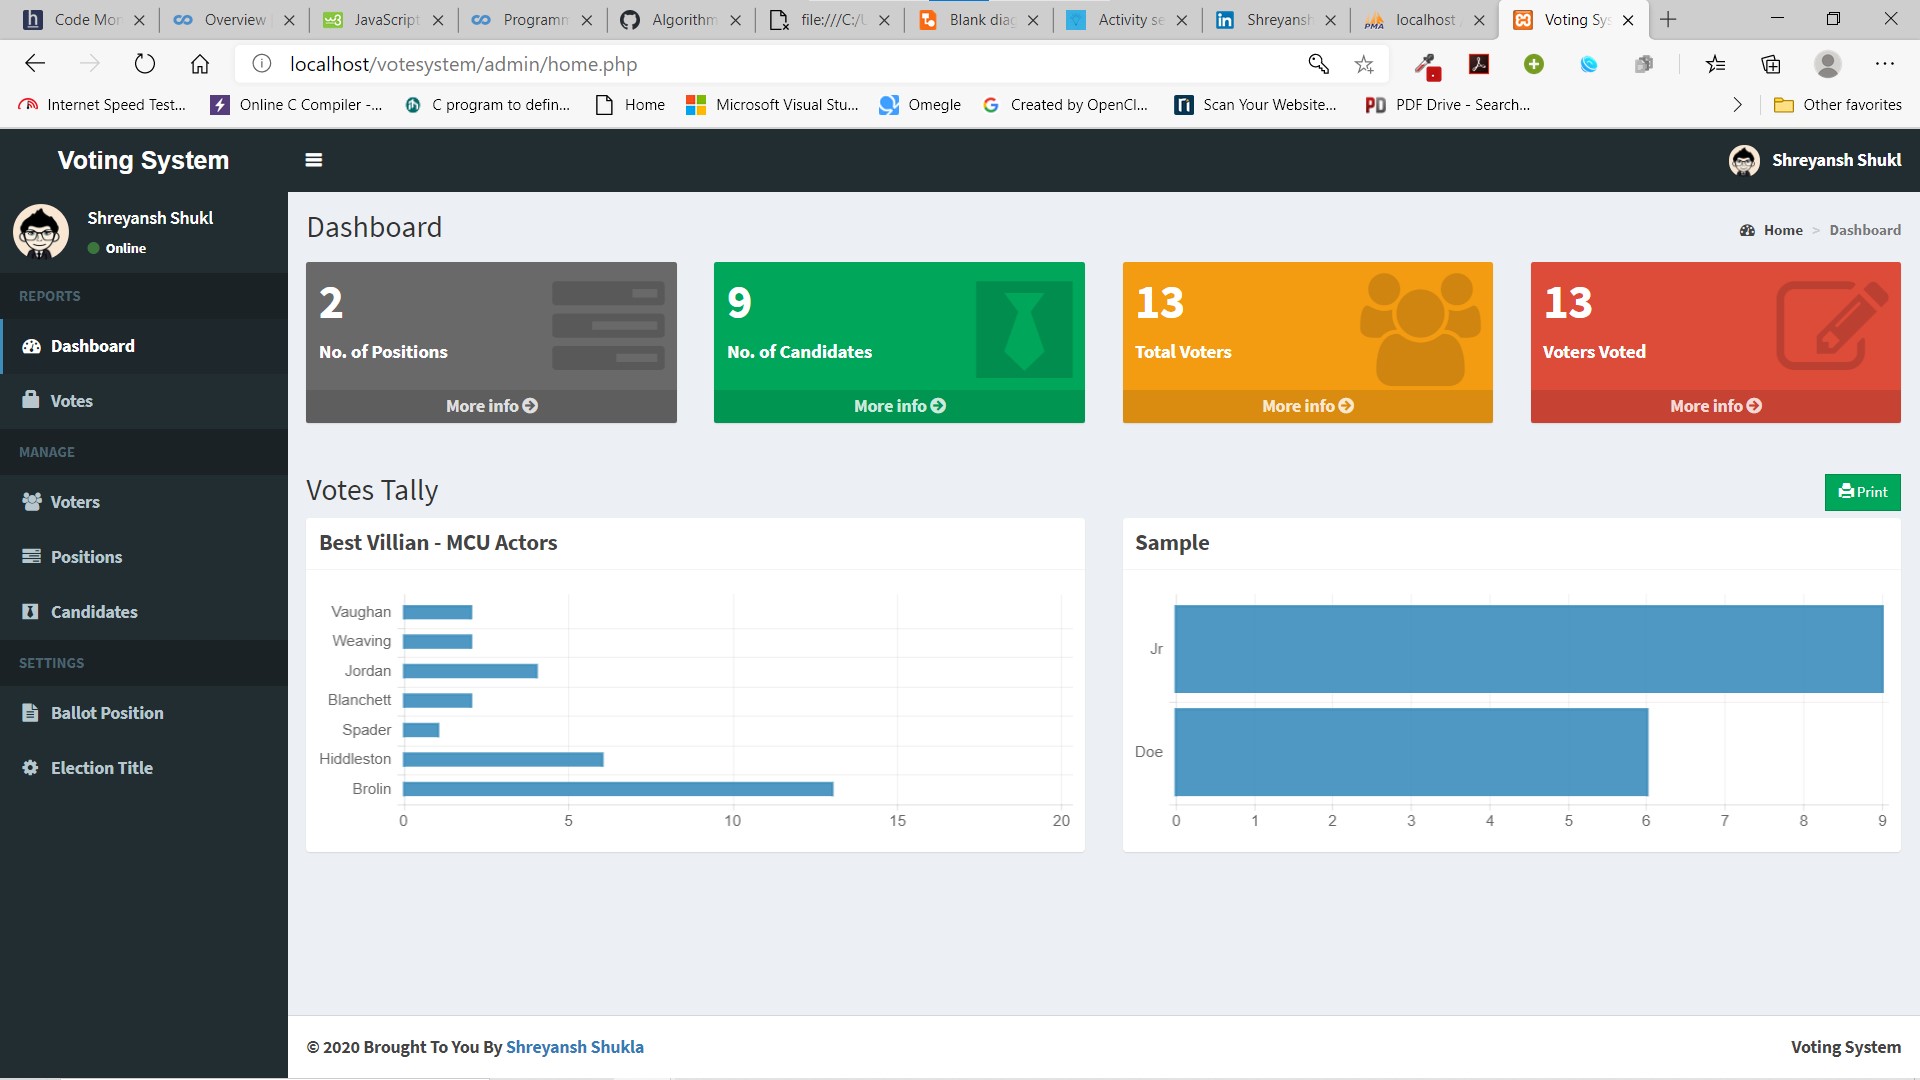 Code Mon
Overview
JavaScript
Programm
Algorithm
file:///C:/U
Blank diag
Activity se
Shreyansh
localhost
Voting Sys
localhost/votesystem/admin/home.php
Internet Speed Test...
Online C Compiler -...
C program to defin...
Home
Microsoft Visual Stu...
Omegle
Created by OpenCl...
Scan Your Website...
PDF Drive - Search...
Other favorites
Voting System
Shreyansh Shukl
Shreyansh Shukl
Online
REPORTS
Dashboard
Votes
MANAGE
Voters
Positions
Candidates
SETTINGS
Ballot Position
Election Title
Dashboard
Home > Dashboard
2
No. of Positions
More info
9
No. of Candidates
More info
13
Total Voters
More info
13
Voters Voted
More info
Votes Tally
Print
Best Villian - MCU Actors
Vaughan
Weaving
Jordan
Blanchett
Spader
Hiddleston
Brolin
0 5 10 15 20
Sample
Jr
Doe
0 1 2 3 4 5 6 7 8 9
© 2020 Brought To You By Shreyansh Shukla
Voting System